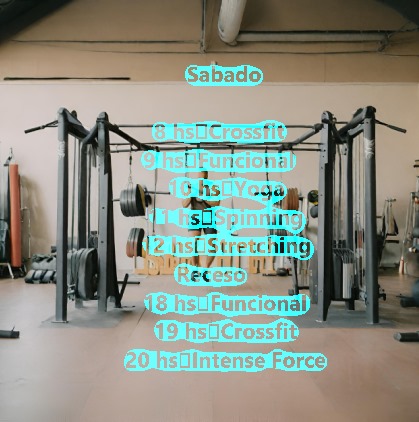 Sabado
8 hs□Crossfit
9 hs□Funcional
10 hs□Yoga
11 hs□Spinning
12 hs□Stretching
Receso
18 hs□Funcional
19 hs□Crossfit
20 hs□Intense Force